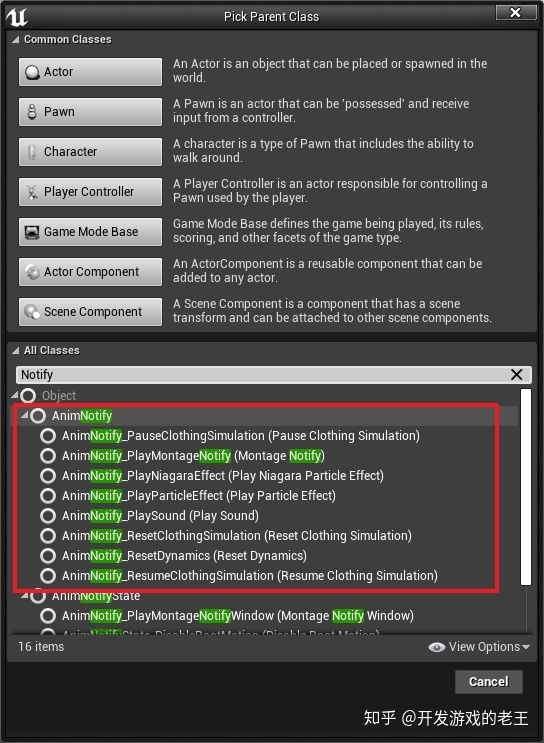 Pick Parent Class
Common Classes
Actor
An Actor is an object that can be placed or spawned in the
world.
Pawn
A Pawn is an actor that can be 'possessed' and receive
input from a controller.
Character
A character is a type of Pawn that includes the ability to
walk around.
Player Controller
A Player Controller is an actor responsible for controlling a
Pawn used by the player.
Game Mode Base
Game Mode Base defines the game being played, its rules,
scoring, and other facets of the game type.
Actor Component
An ActorComponent is a reusable component that can be
added to any actor.
Scene Component
A Scene Component is a component that has a scene
transform and can be attached to other scene components.
All Classes
Notify
Object
AnimNotify
AnimNotify_PauseClothingSimulation (Pause Clothing Simulation)
AnimNotify_PlayMontageNotify (Montage Notify)
AnimNotify_PlayNiagaraEffect (Play Niagara Particle Effect)
AnimNotify_PlayParticleEffect (Play Particle Effect)
AnimNotify_PlaySound (Play Sound)
AnimNotify_ResetClothingSimulation (Reset Clothing Simulation)
AnimNotify_ResetDynamics (Reset Dynamics)
AnimNotify_ResumeClothingSimulation (Resume Clothing Simulation)
AnimNotifyState
AnimNotify_PlayMontageNotifyWindow (Montage Notify Window)
AnimNotifyState_DisableRootMotion (Disable Root Motion)
16 items
View Options
Cancel
知乎 @开发游戏的老王